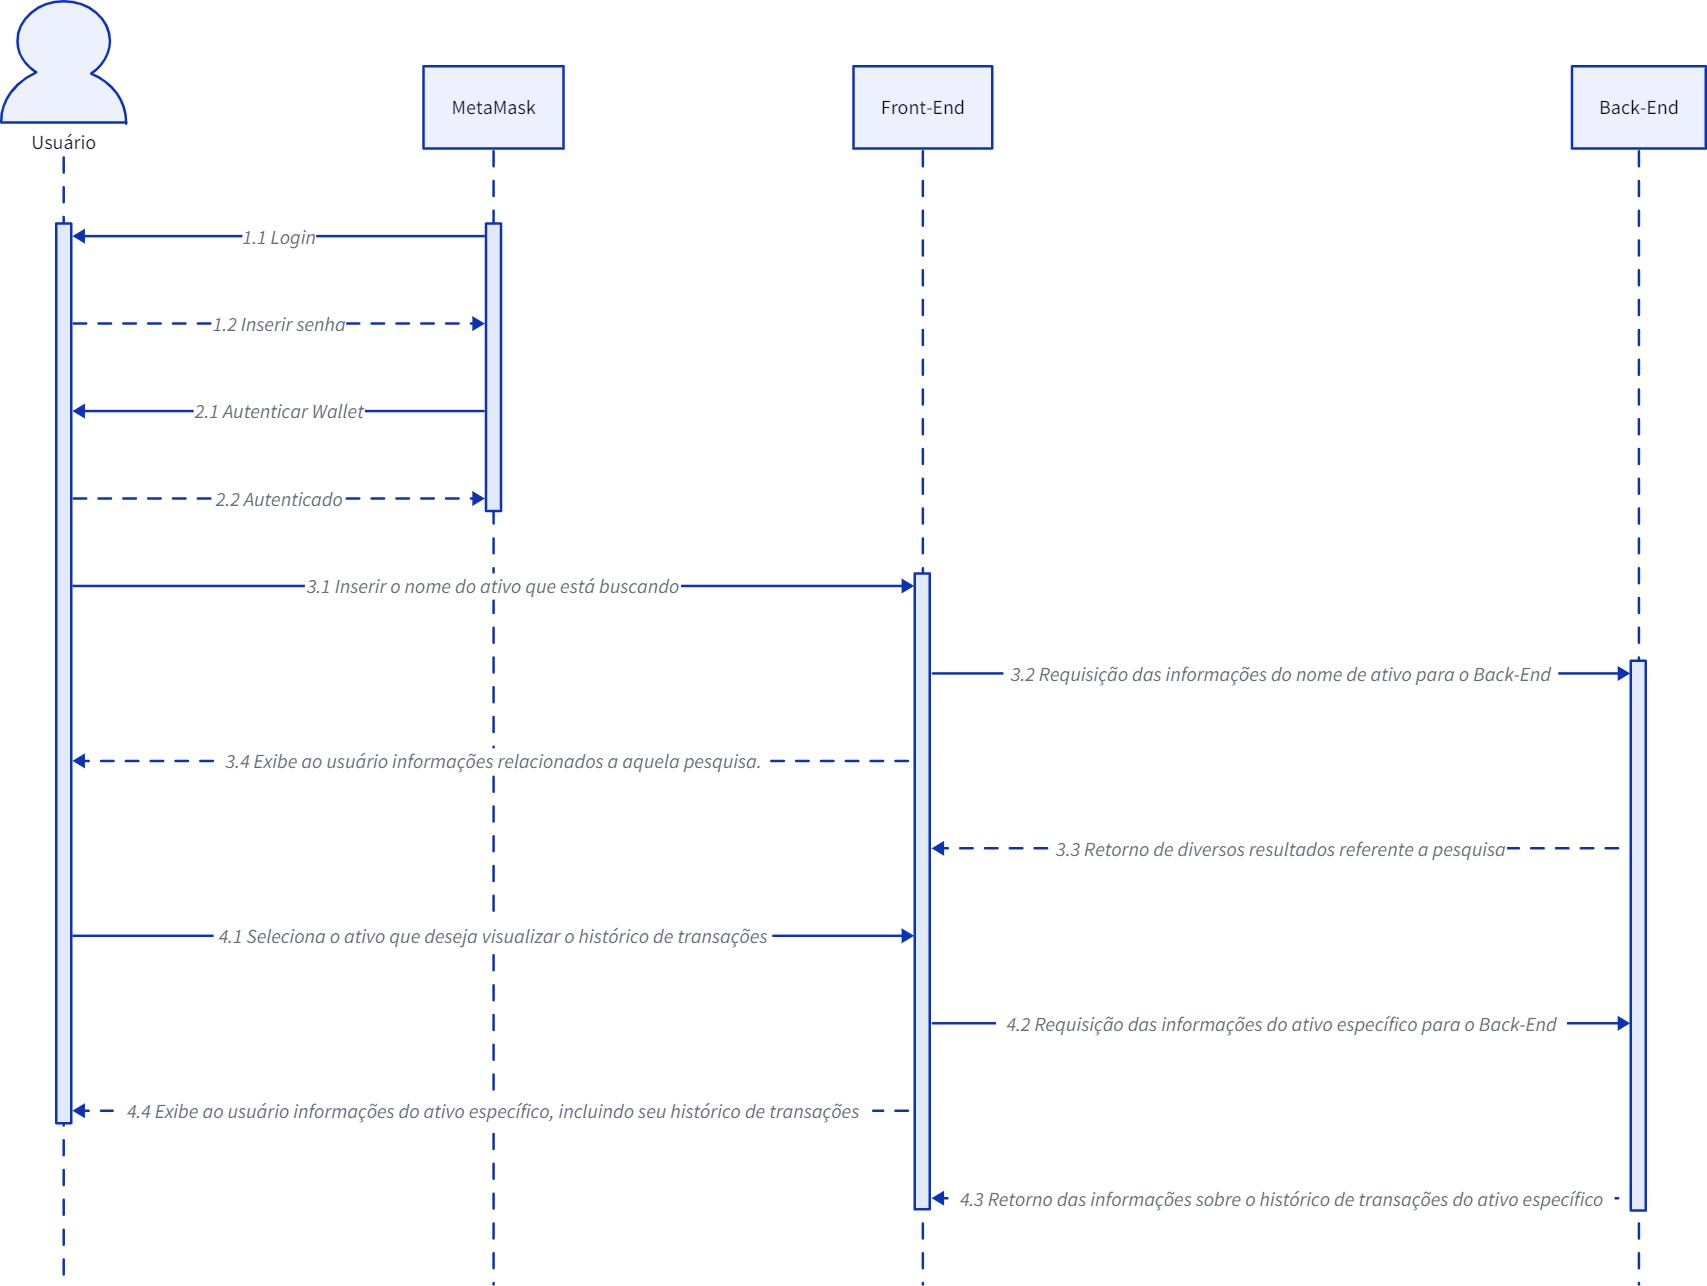 Usuário
MetaMask
Front-End
Back-End
1.1 Login
1.2 Inserir senha
2.1 Autenticar Wallet
2.2 Autenticado
3.1 Inserir o nome do ativo que está buscando
3.2 Requisição das informações do nome de ativo para o Back-End
3.4 Exibe ao usuário informações relacionados a aquela pesquisa.
3.3 Retorno de diversos resultados referente a pesquisa
4.1 Seleciona o ativo que deseja visualizar o histórico de transações
4.2 Requisição das informações do ativo específico para o Back-End
4.4 Exibe ao usuário informações do ativo específico, incluindo seu histórico de transações
4.3 Retorno das informações sobre o histórico de transações do ativo específico